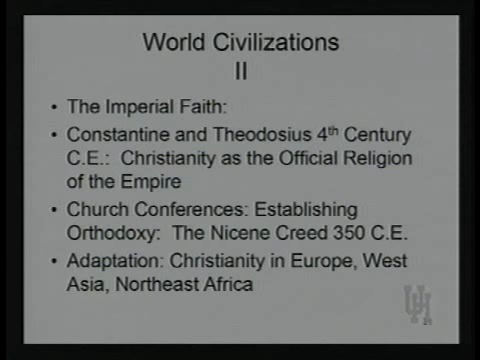 World Civilizations
II
• The Imperial Faith:
• Constantine and Theodosius 4th Century
C.E.: Christianity as the Official Religion
of the Empire
• Church Conferences: Establishing
Orthodoxy: The Nicene Creed 350 C.E.
• Adaptation: Christianity in Europe, West
Asia, Northeast Africa
UH